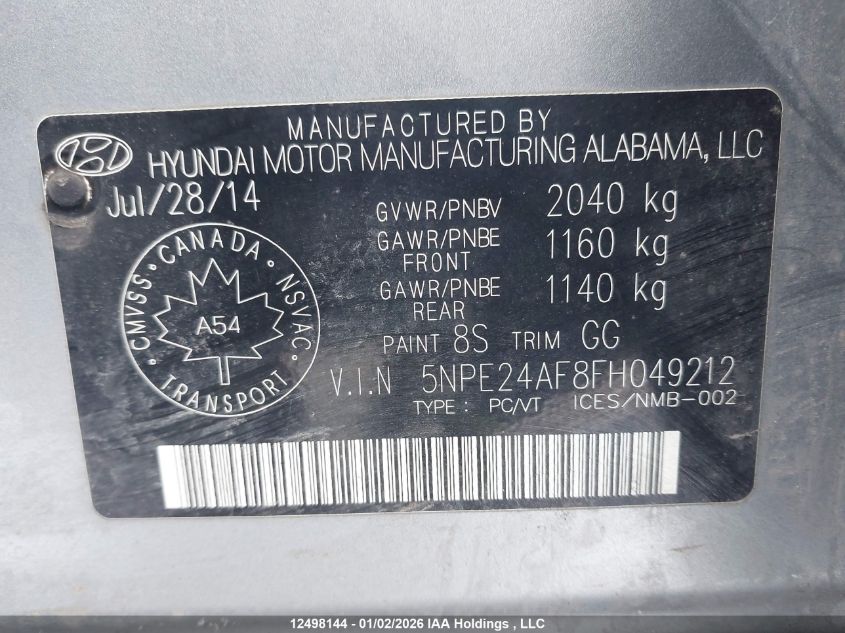 MANUFACTURED BY
HYUNDAI MOTOR MANUFACTURING ALABAMA, LLC
Jul/28/14
GVWR/PNBV 2040 kg
GAWR/PNBE FRONT 1160 kg
GAWR/PNBE REAR 1140 kg
PAINT 8S TRIM GG
V.I.N 5NPE24AF8FH049212
TYPE : PC/VT ICES/NMB-002
CMVSS · CANADA · NSVAC · TRANSPORT ·
A54
12498144 - 01/02/2026 IAA Holdings , LLC